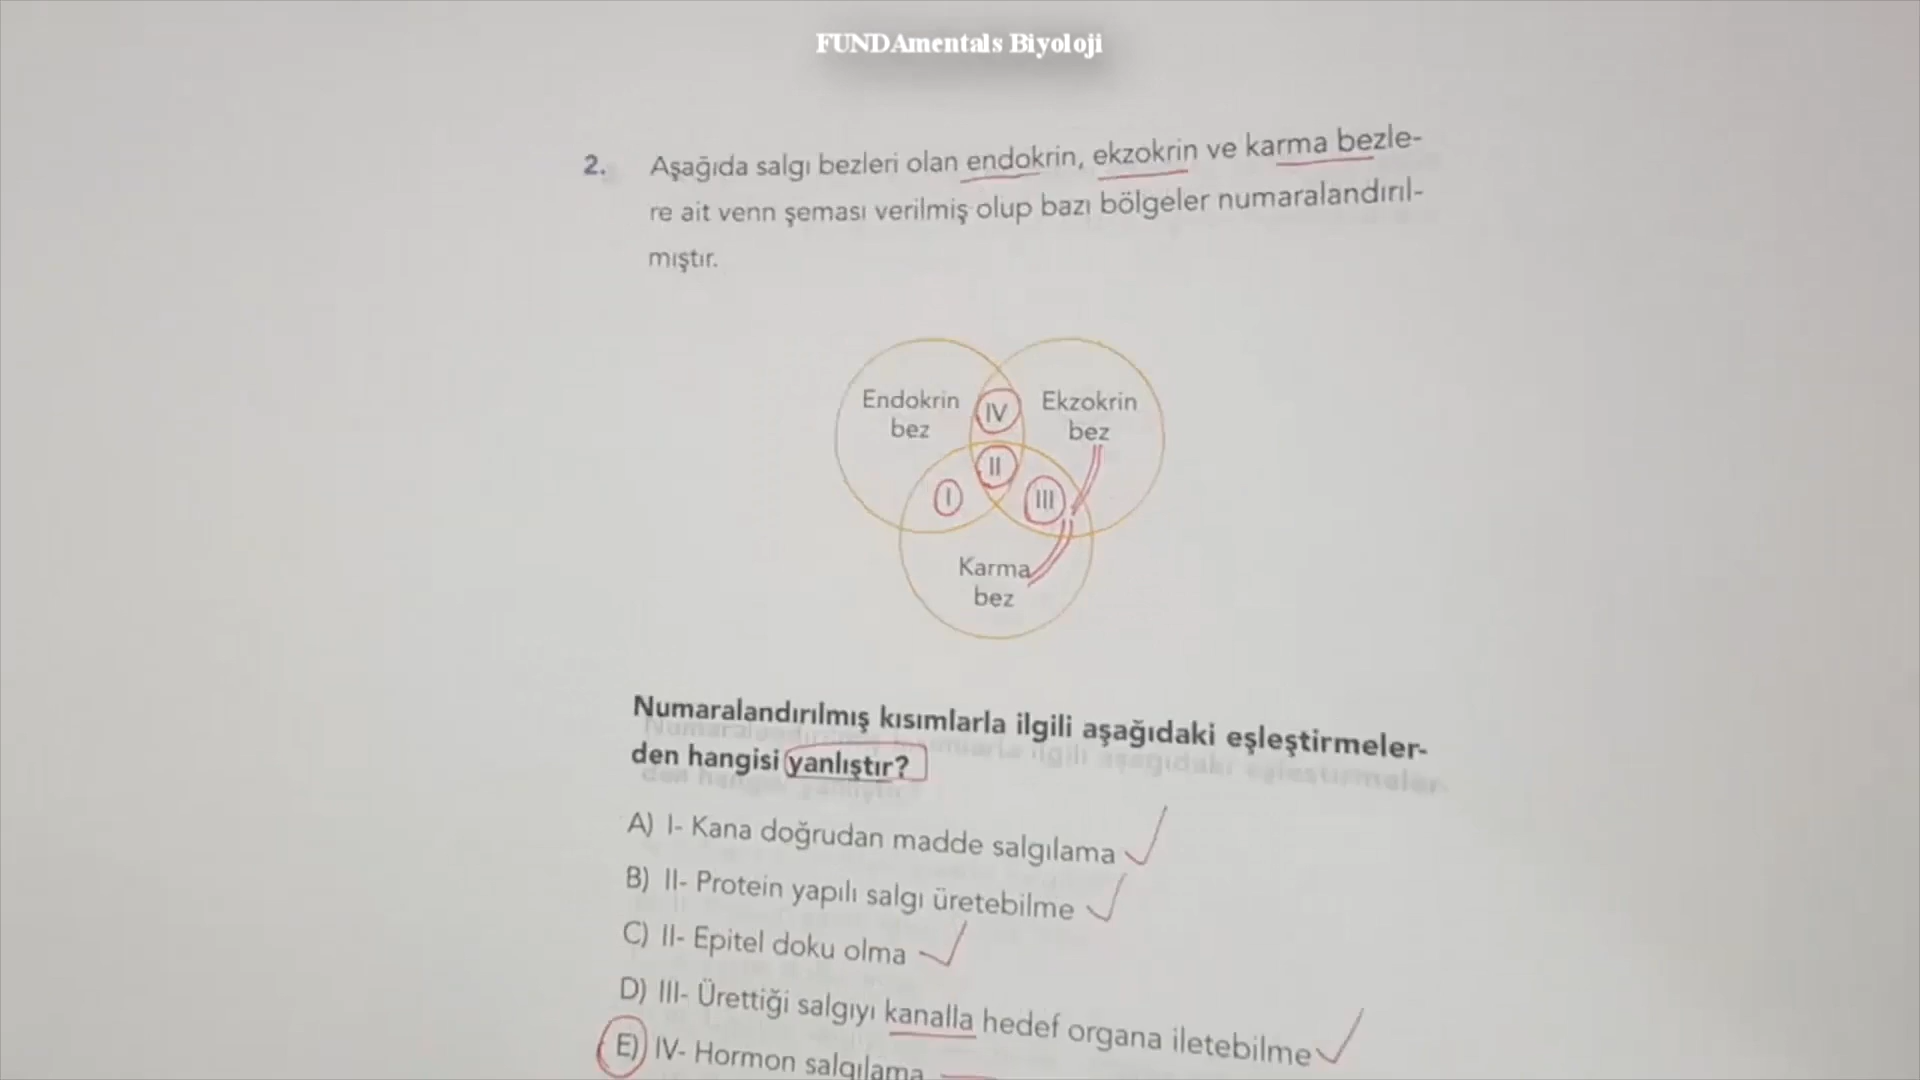 FUNDAmentals Biyoloji
2. Aşağıda salgı bezleri olan endokrin, ekzokrin ve karma bezle-
re ait venn şeması verilmiş olup bazı bölgeler numaralandırıl-
mıştır.
Endokrin
bez
IV
Ekzokrin
bez
II
I
III
Karma
bez
Numaralandırılmış kısımlarla ilgili aşağıdaki eşleştirmeler-
den hangisi yanlıştır?
A) I- Kana doğrudan madde salgılama
B) II- Protein yapılı salgı üretebilme
C) II- Epitel doku olma
D) III- Ürettiği salgıyı kanalla hedef organa iletebilme
E) IV- Hormon salgılama